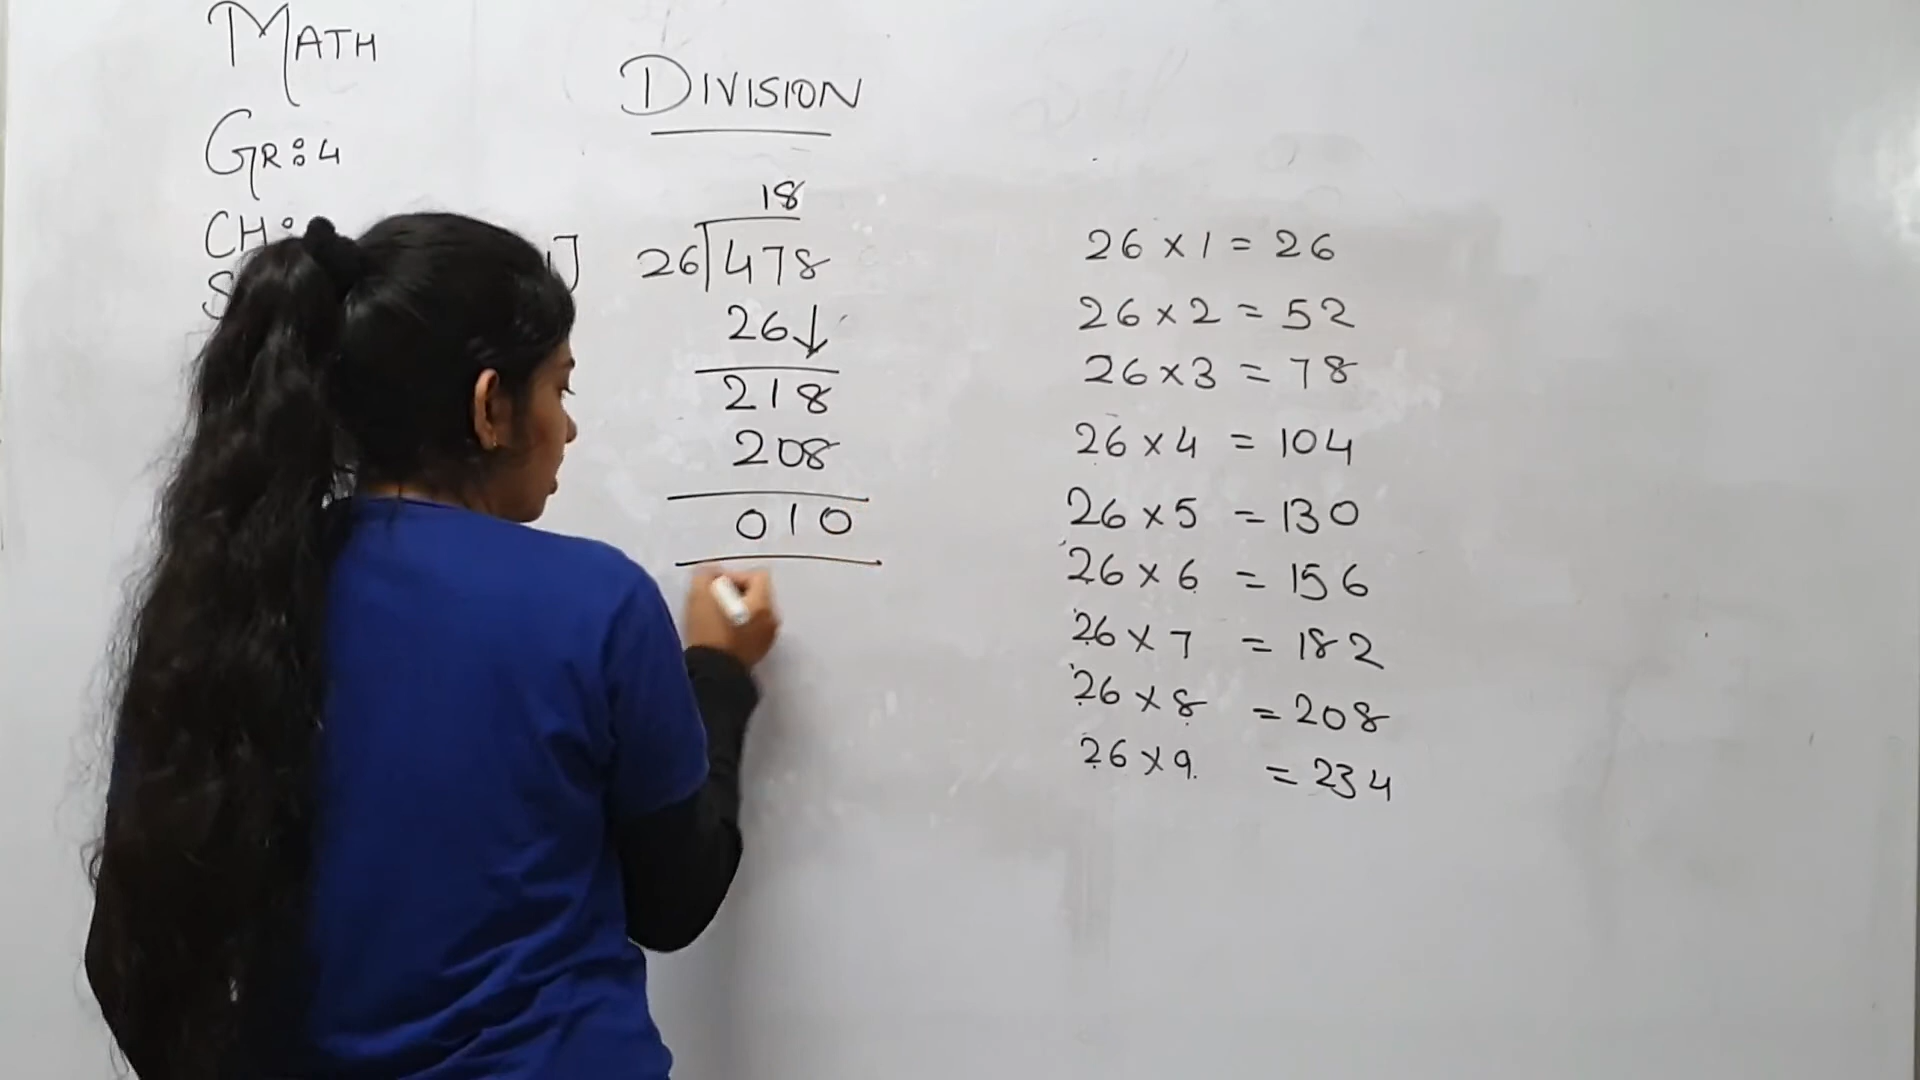 MATH
GR:4
CH:
DIVISION
18
26)478
26↓
218
208
010
26 × 1 = 26
26 × 2 = 52
26 × 3 = 78
26 × 4 = 104
26 × 5 = 130
26 × 6 = 156
26 × 7 = 182
26 × 8 = 208
26 × 9 = 234